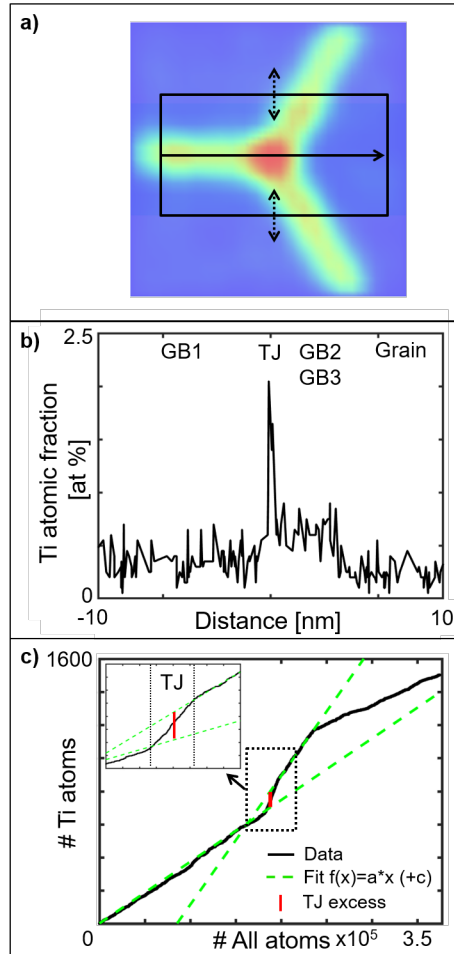 a)
b)
2.5
GB1
TJ
GB2
GB3
Grain
Ti atomic fraction
[at %]
0
-10
Distance [nm]
10
c)
1600
TJ
# Ti atoms
Data
Fit f(x)=a*x (+c)
TJ excess
0
# All atoms
x10⁵
3.5